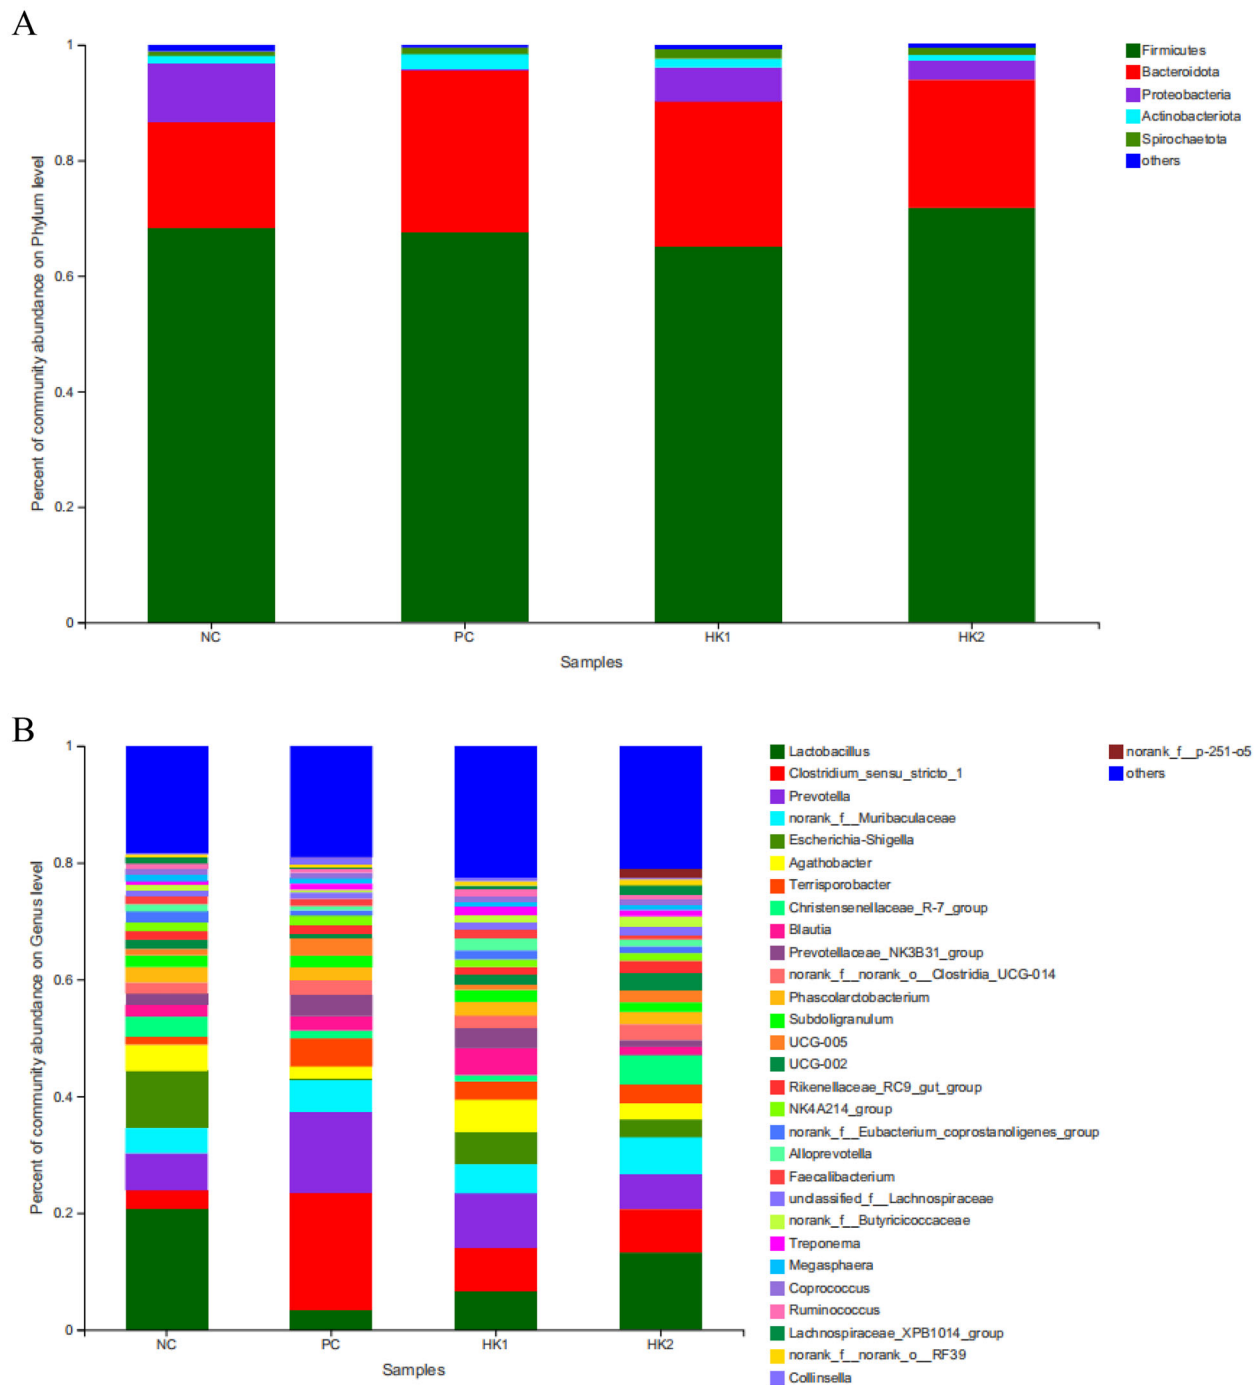 A
Percent of community abundance on Phylum level
1
0.8
0.6
0.4
0.2
0
NC
PC
HK1
HK2
Samples
Firmicutes
Bacteroidota
Proteobacteria
Actinobacteriota
Spirochaetota
others
B
Percent of community abundance on Genus level
1
0.8
0.6
0.4
0.2
0
NC
PC
HK1
HK2
Samples
Lactobacillus
Clostridium_sensu_stricto_1
Prevotella
norank_f__Muribaculaceae
Escherichia-Shigella
Agathobacter
Terrisporobacter
Christensenellaceae_R-7_group
Blautia
Prevotellaceae_NK3B31_group
norank_f__norank_o__Clostridia_UCG-014
Phascolarctobacterium
Subdoligranulum
UCG-005
UCG-002
Rikenellaceae_RC9_gut_group
NK4A214_group
norank_f__Eubacterium_coprostanoligenes_group
Alloprevotella
Faecalibacterium
unclassified_f__Lachnospiraceae
norank_f__Butyricicoccaceae
Treponema
Megasphaera
Coprococcus
Ruminococcus
Lachnospiraceae_XPB1014_group
norank_f__norank_o__RF39
Collinsella
norank_f__p-251-o5
others